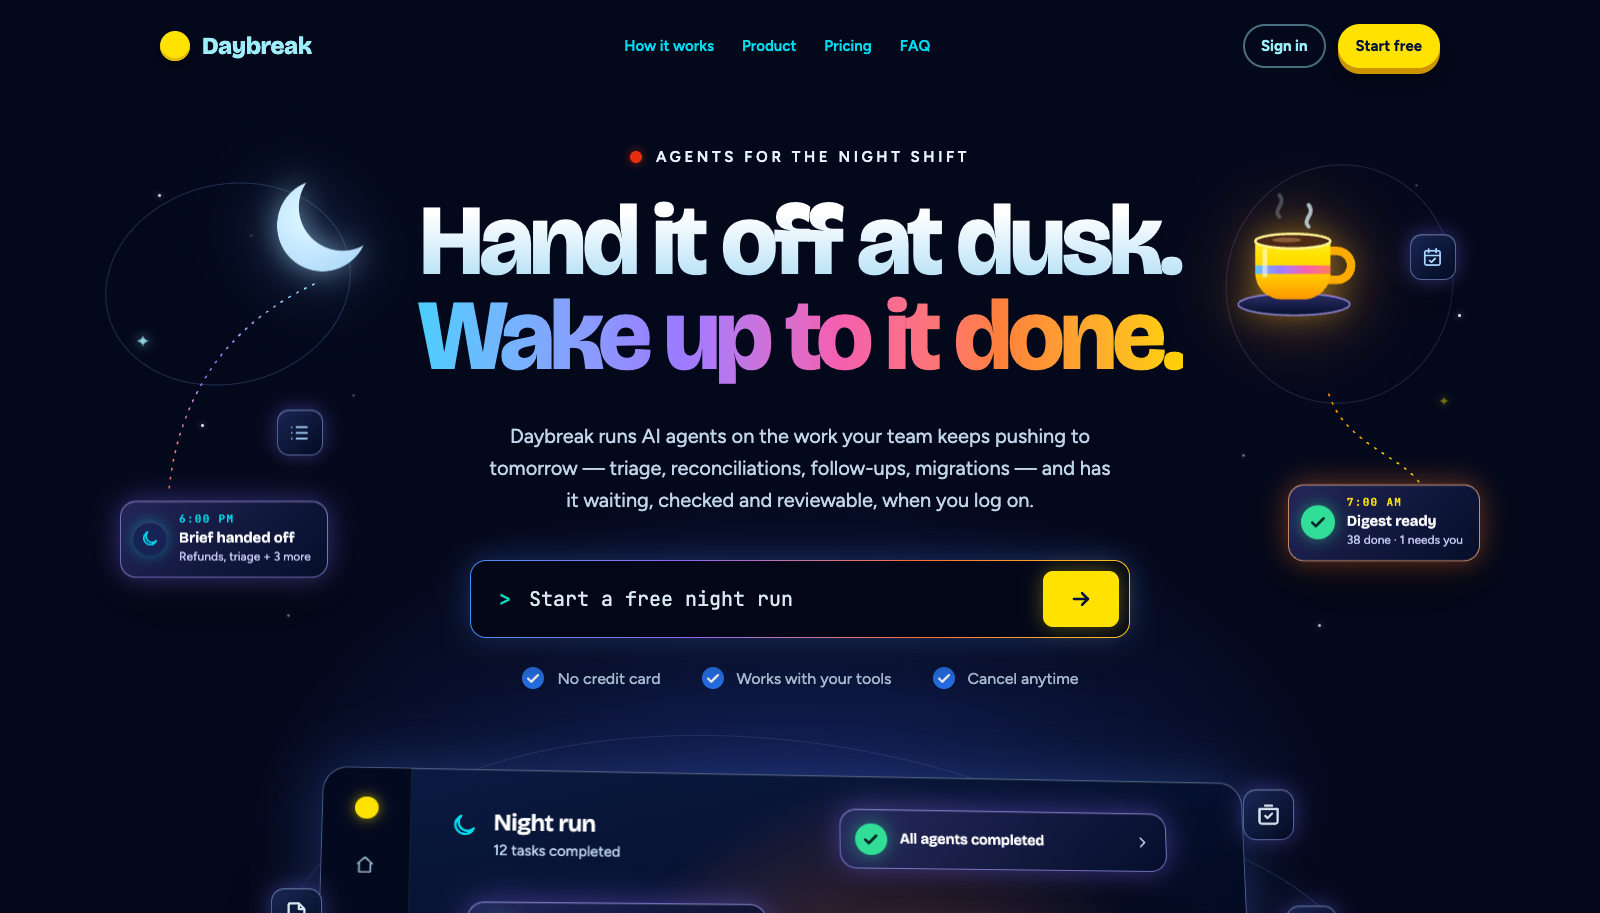 Daybreak
How it works
Product
Pricing
FAQ
Sign in
Start free
AGENTS FOR THE NIGHT SHIFT
Hand it off at dusk.
Wake up to it done.
Daybreak runs AI agents on the work your team keeps pushing to
tomorrow — triage, reconciliations, follow-ups, migrations — and has
it waiting, checked and reviewable, when you log on.
6:00 PM
Brief handed off
Refunds, triage + 3 more
7:00 AM
Digest ready
38 done · 1 needs you
> Start a free night run
No credit card
Works with your tools
Cancel anytime
Night run
12 tasks completed
All agents completed